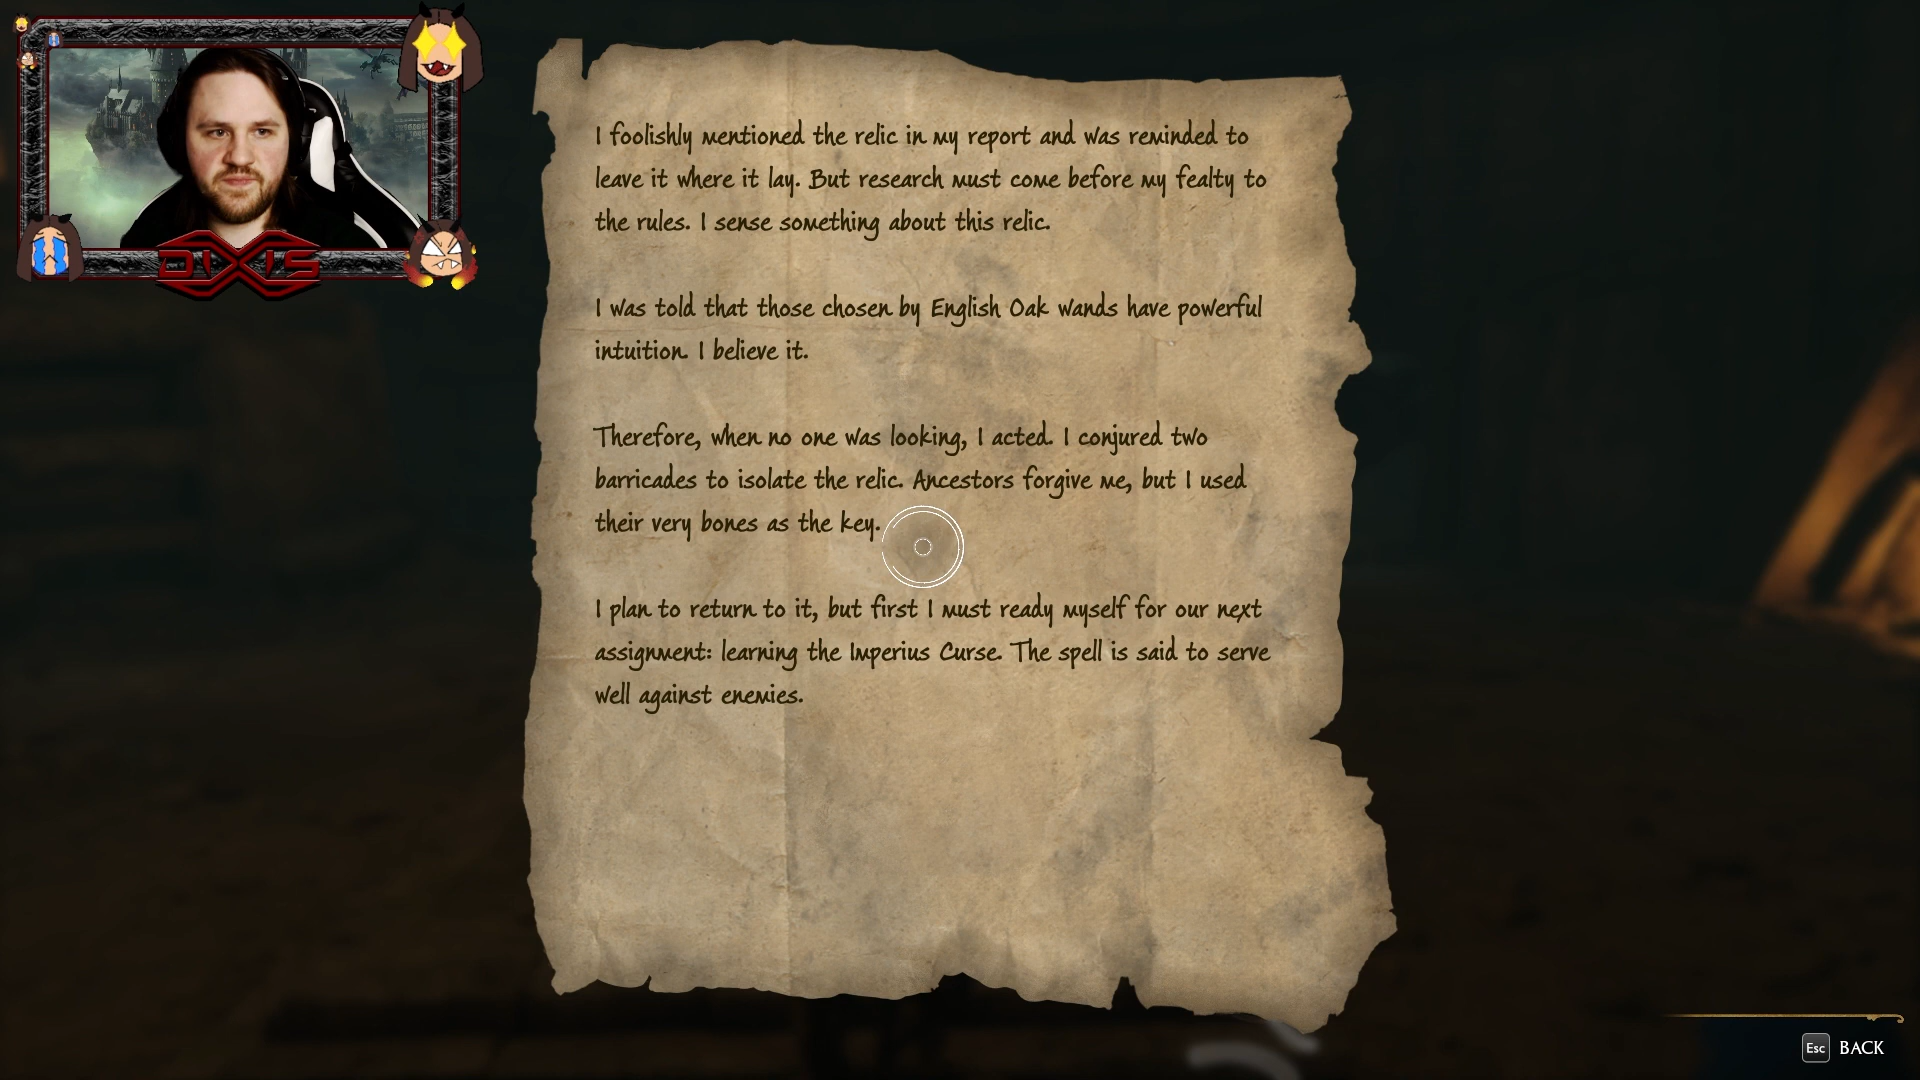 DIXIS
I foolishly mentioned the relic in my report and was reminded to
leave it where it lay. But research must come before my fealty to
the rules. I sense something about this relic.
I was told that those chosen by English Oak wands have powerful
intuition. I believe it.
Therefore, when no one was looking, I acted. I conjured two
barricades to isolate the relic. Ancestors forgive me, but I used
their very bones as the key.
I plan to return to it, but first I must ready myself for our next
assignment: learning the Imperius Curse. The spell is said to serve
well against enemies.
Esc BACK